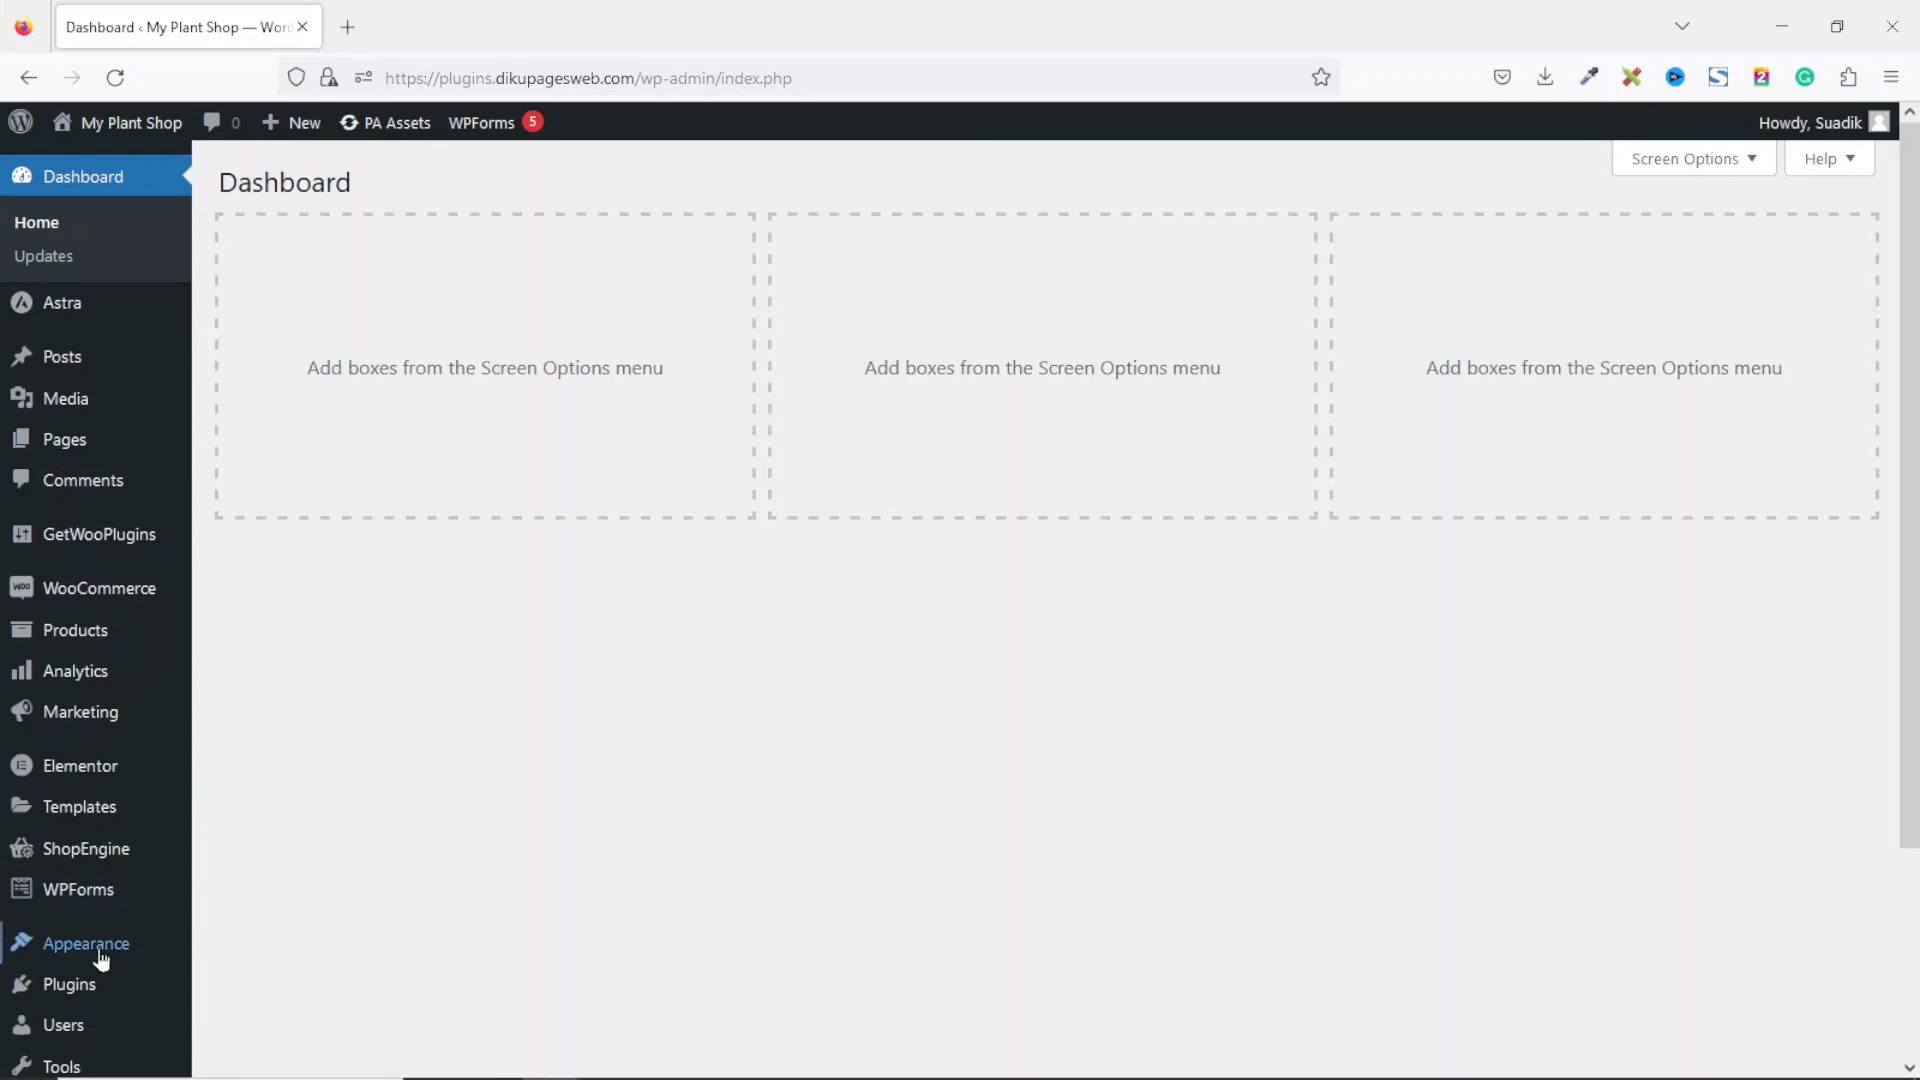 Dashboard ‹ My Plant Shop — Word
https://plugins.dikupagesweb.com/wp-admin/index.php
My Plant Shop 0 New PA Assets WPForms 5 Howdy, Suadik
Screen Options Help
Dashboard
Dashboard
Home
Updates
Astra
Posts
Media
Pages
Comments
GetWooPlugins
WooCommerce
Products
Analytics
Marketing
Elementor
Templates
ShopEngine
WPForms
Appearance
Plugins
Users
Tools
Add boxes from the Screen Options menu
Add boxes from the Screen Options menu
Add boxes from the Screen Options menu